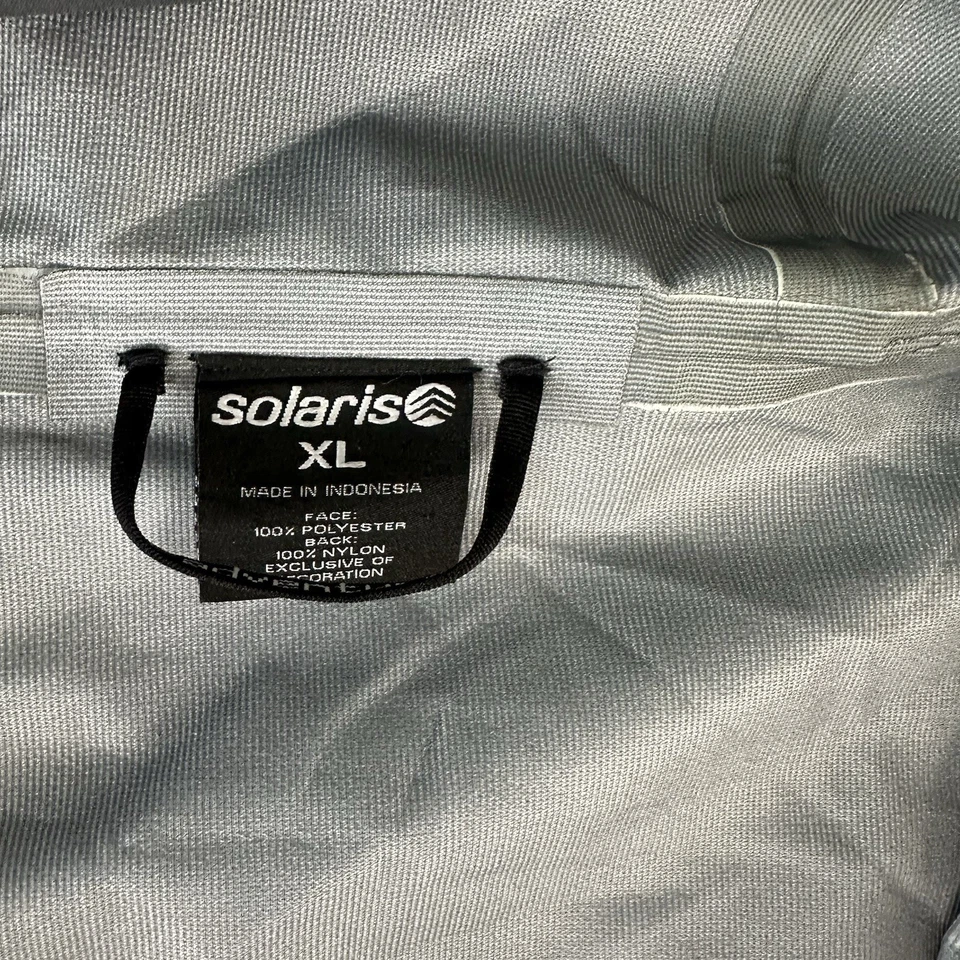 solaris
XL
MADE IN INDONESIA
FACE:
100% POLYESTER
BACK:
100% NYLON
EXCLUSIVE OF